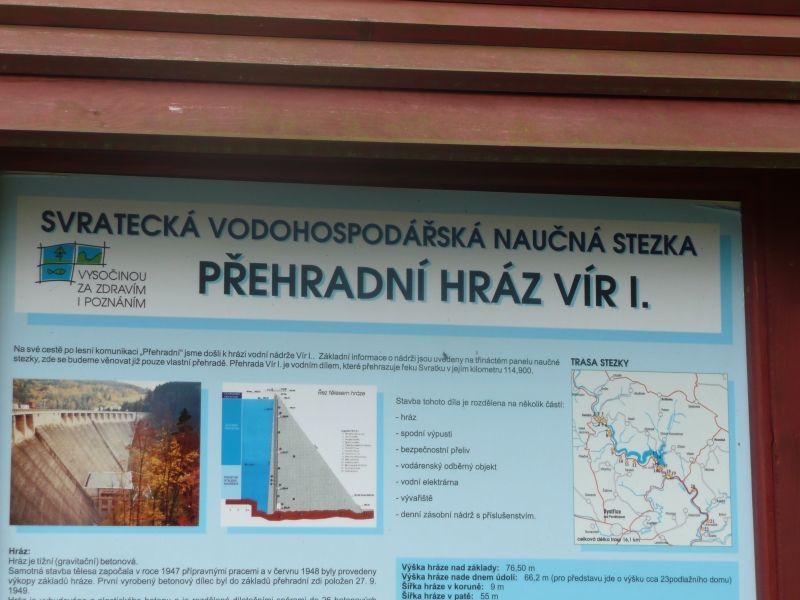 SVRATECKÁ VODOHOSPODÁŘSKÁ NAUČNÁ STEZKA
PŘEHRADNÍ HRÁZ VÍR I.
VYSOČINOU
ZA ZDRAVÍM
I POZNÁNÍM
Na své cestě po lesní komunikaci „Přehradní" jsme došli k hrázi vodní nádrže Vír I.. Základní informace o nádrži jsou uvedeny na třináctém panelu naučné
stezky, zde se budeme věnovat již pouze vlastní přehradě. Přehrada Vír I. je vodním dílem, které přehrazuje řeku Svratku v jejím kilometru 114,900.
TRASA STEZKY
Řez tělesem hráze
Stavba tohoto díla je rozdělena na několik částí:
- hráz
- spodní výpusti
- bezpečnostní přeliv
- vodárenský odběrný objekt
- vodní elektrárna
- vývařiště
- denní zásobní nádrž s příslušenstvím.
Bystřice
celková délka trasy 16,1 km
Hráz:
Hráz je tížní (gravitační) betonová.
Samotná stavba tělesa započala v roce 1947 přípravnými pracemi a v červnu 1948 byly provedeny
výkopy základů hráze. První vyrobený betonový dílec byl do základů přehradní zdi položen 27. 9.
1949.
Výška hráze nad základy: 76,50 m
Výška hráze nade dnem údolí: 66,2 m (pro představu jde o výšku cca 23podlažního domu)
Šířka hráze v koruně: 9 m
Šířka hráze v patě: 55 m